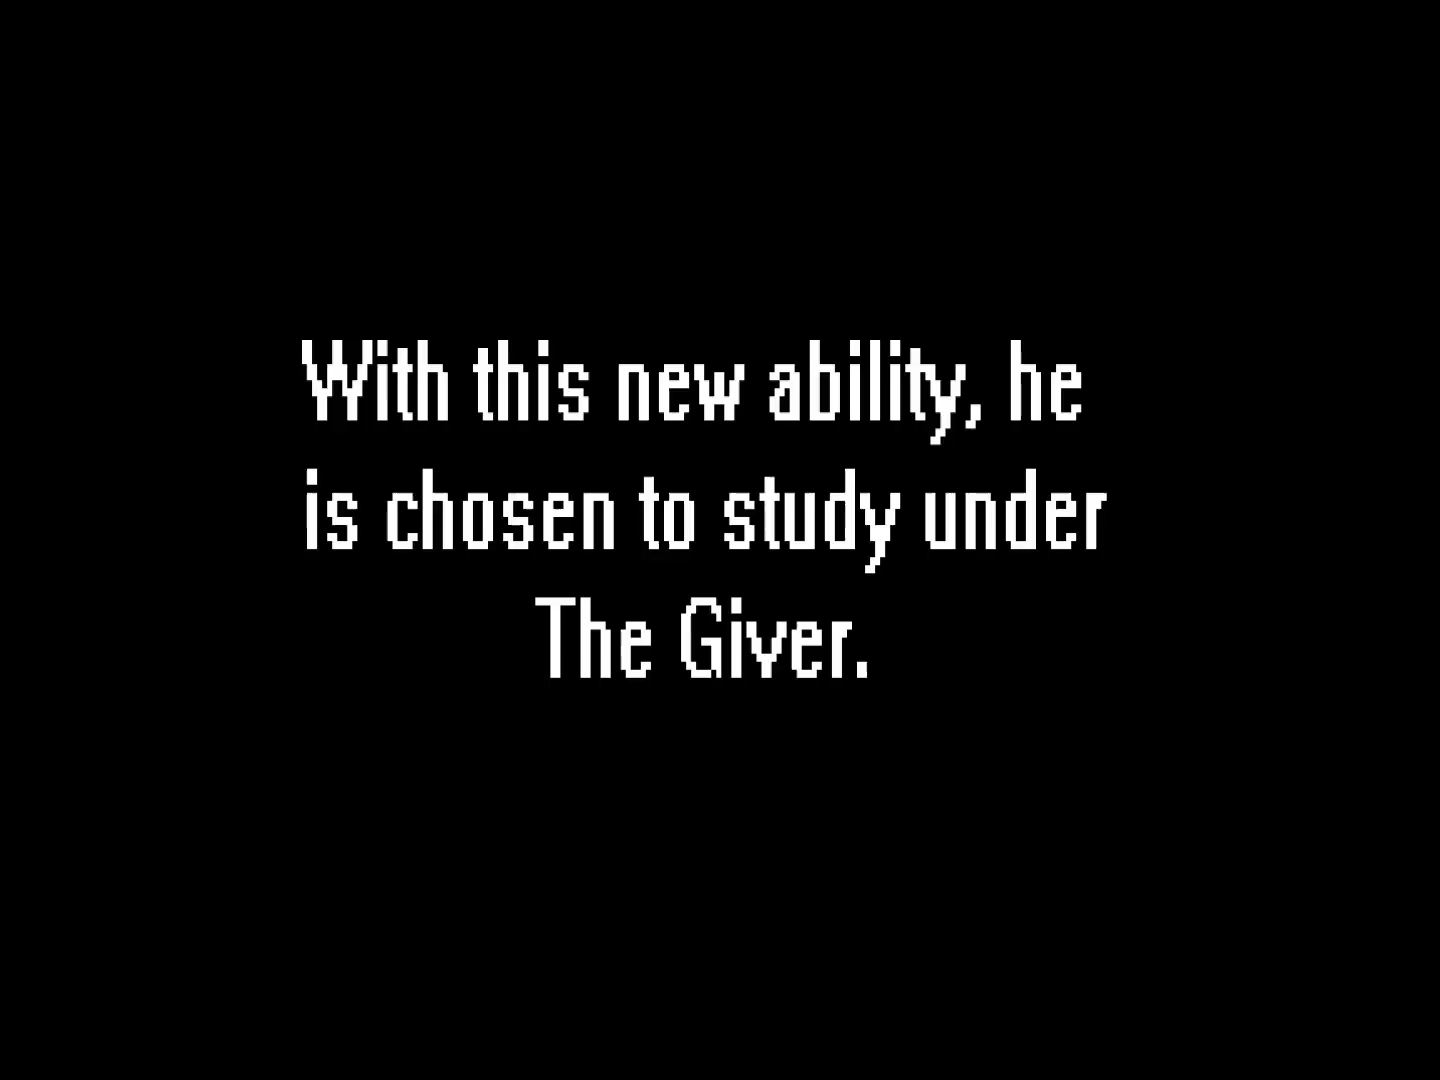 With this new ability, he
is chosen to study under
The Giver.